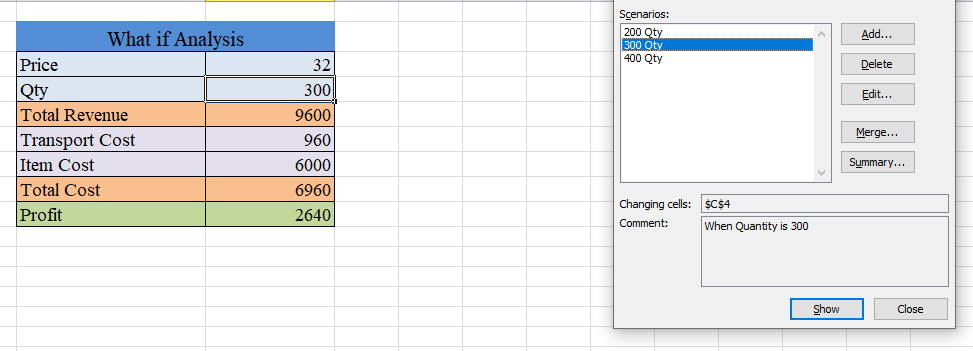 What if Analysis
Price 32
Qty 300
Total Revenue 9600
Transport Cost 960
Item Cost 6000
Total Cost 6960
Profit 2640
Scenarios:
200 Qty
300 Qty
400 Qty
Add...
Delete
Edit...
Merge...
Summary...
Changing cells: $C$4
Comment: When Quantity is 300
Show Close